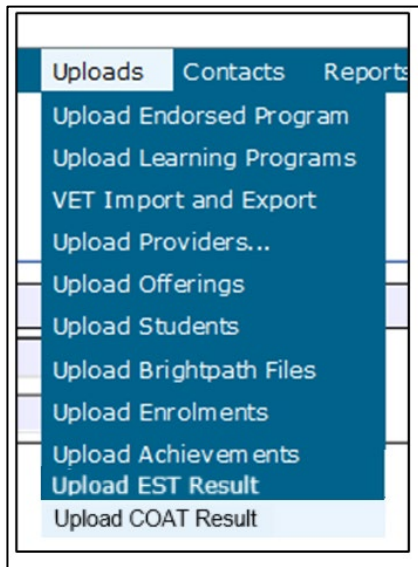 Uploads Contacts Reports
Upload Endorsed Program
Upload Learning Programs
VET Import and Export
Upload Providers...
Upload Offerings
Upload Students
Upload Brightpath Files
Upload Enrolments
Upload Achievements
Upload EST Result
Upload COAT Result